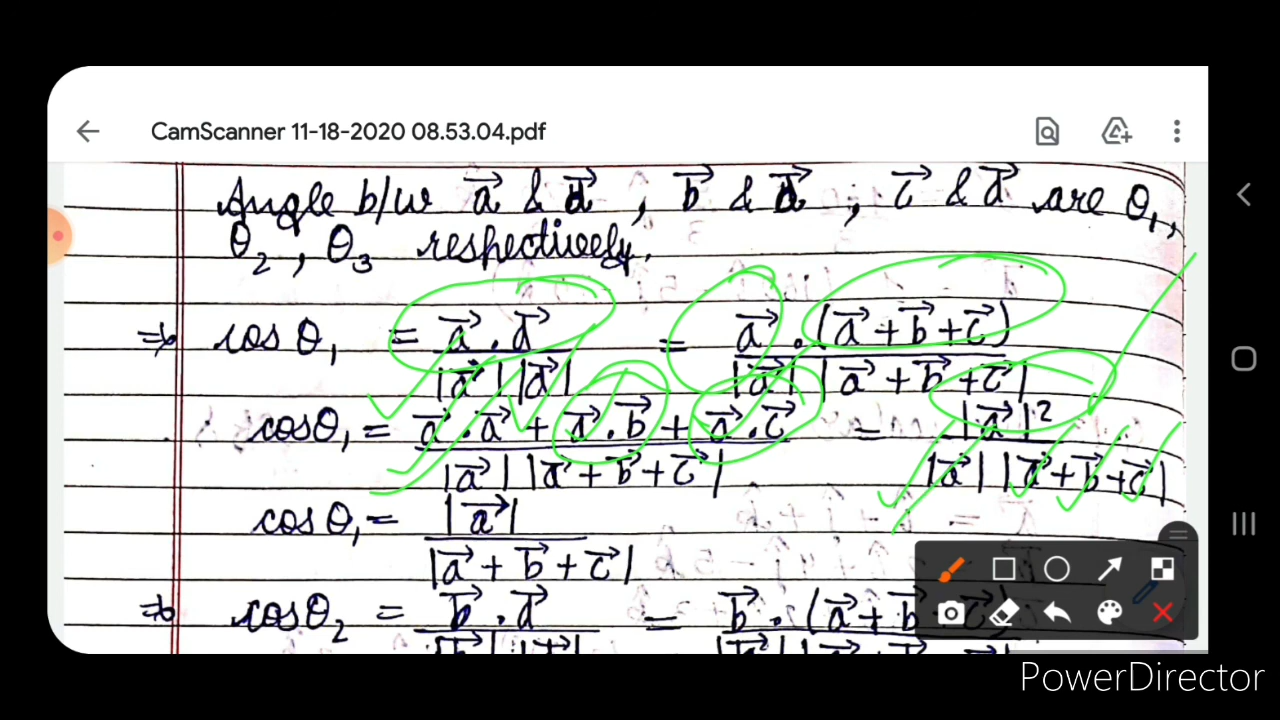 CamScanner 11-18-2020 08.53.04.pdf
Angle b/w a⃗ & d⃗ , b⃗ & d⃗ , c⃗ & d⃗ are θ₁,
θ₂ , θ₃ respectively.
⇒ cos θ₁ = a⃗ . d⃗ / |a⃗| |d⃗| = a⃗ . (a⃗ + b⃗ + c⃗) / |a⃗| |a⃗ + b⃗ + c⃗|
cosθ₁ = a⃗ . a⃗ + a⃗ . b⃗ + a⃗ . c⃗ / |a⃗| |a⃗ + b⃗ + c⃗| = |a⃗|² / |a⃗| |a⃗ + b⃗ + c⃗|
cos θ₁ = |a⃗| / |a⃗ + b⃗ + c⃗|
⇒ cosθ₂ = b⃗ . d⃗ = b⃗ . (a⃗ + b⃗ c⃗)
PowerDirector